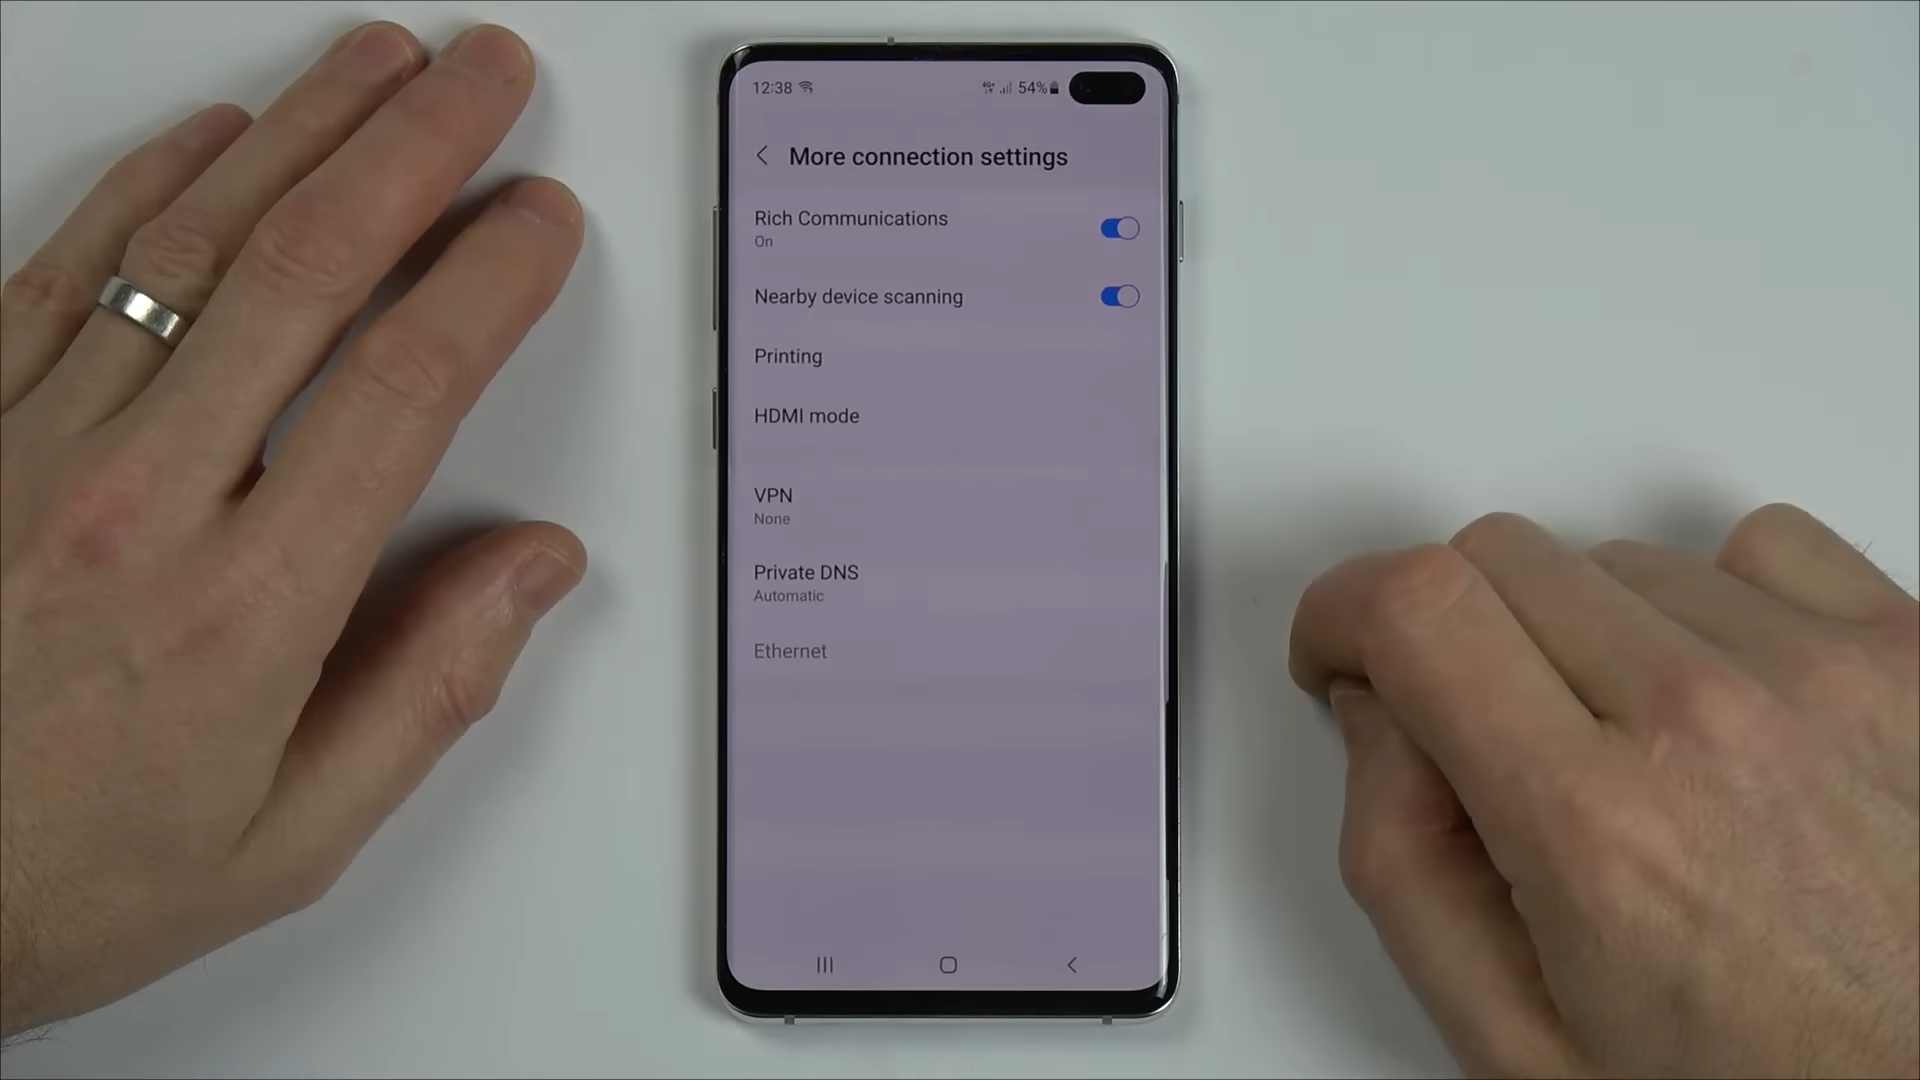 12:38 54%
More connection settings
Rich Communications
On
Nearby device scanning
Printing
HDMI mode
VPN
None
Private DNS
Automatic
Ethernet